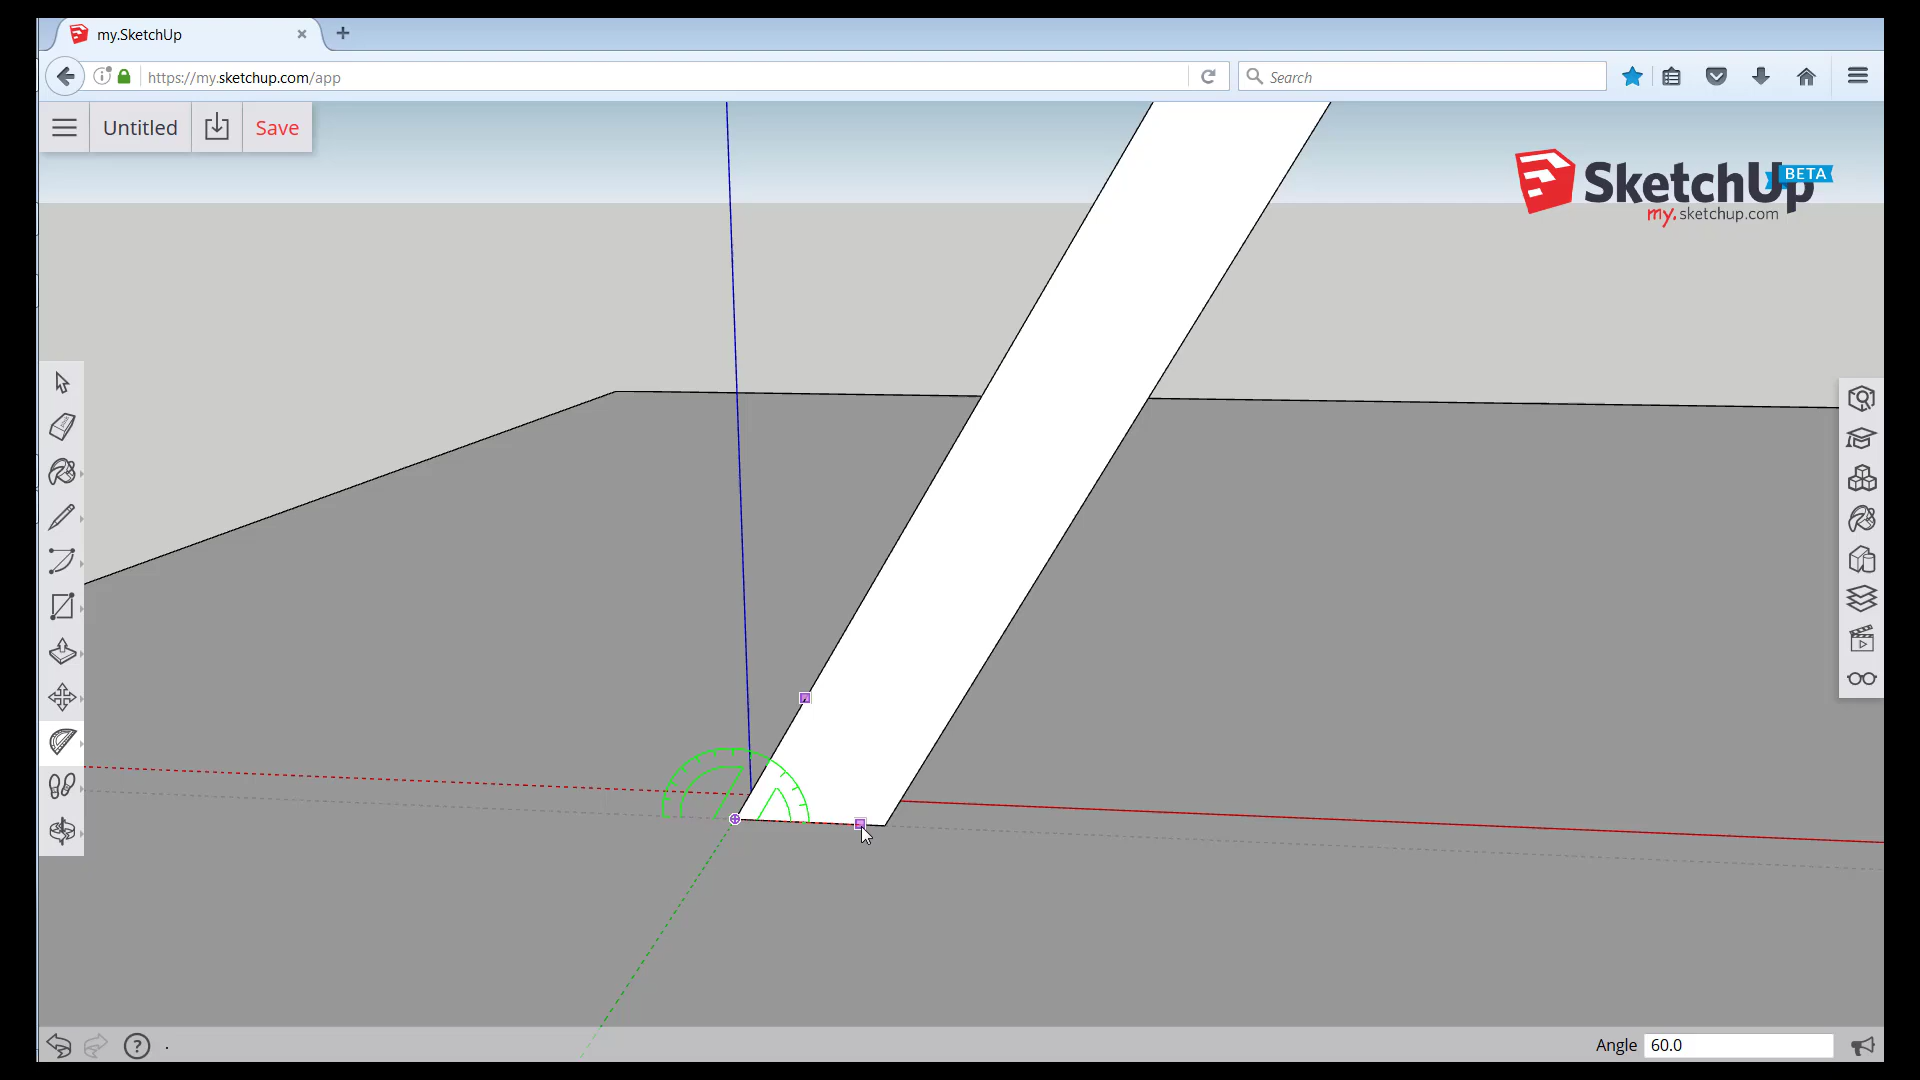 my.SketchUp
https://my.sketchup.com/app
Search
Untitled
Save
SketchUp
BETA
my.sketchup.com
?
.
Angle 60.0